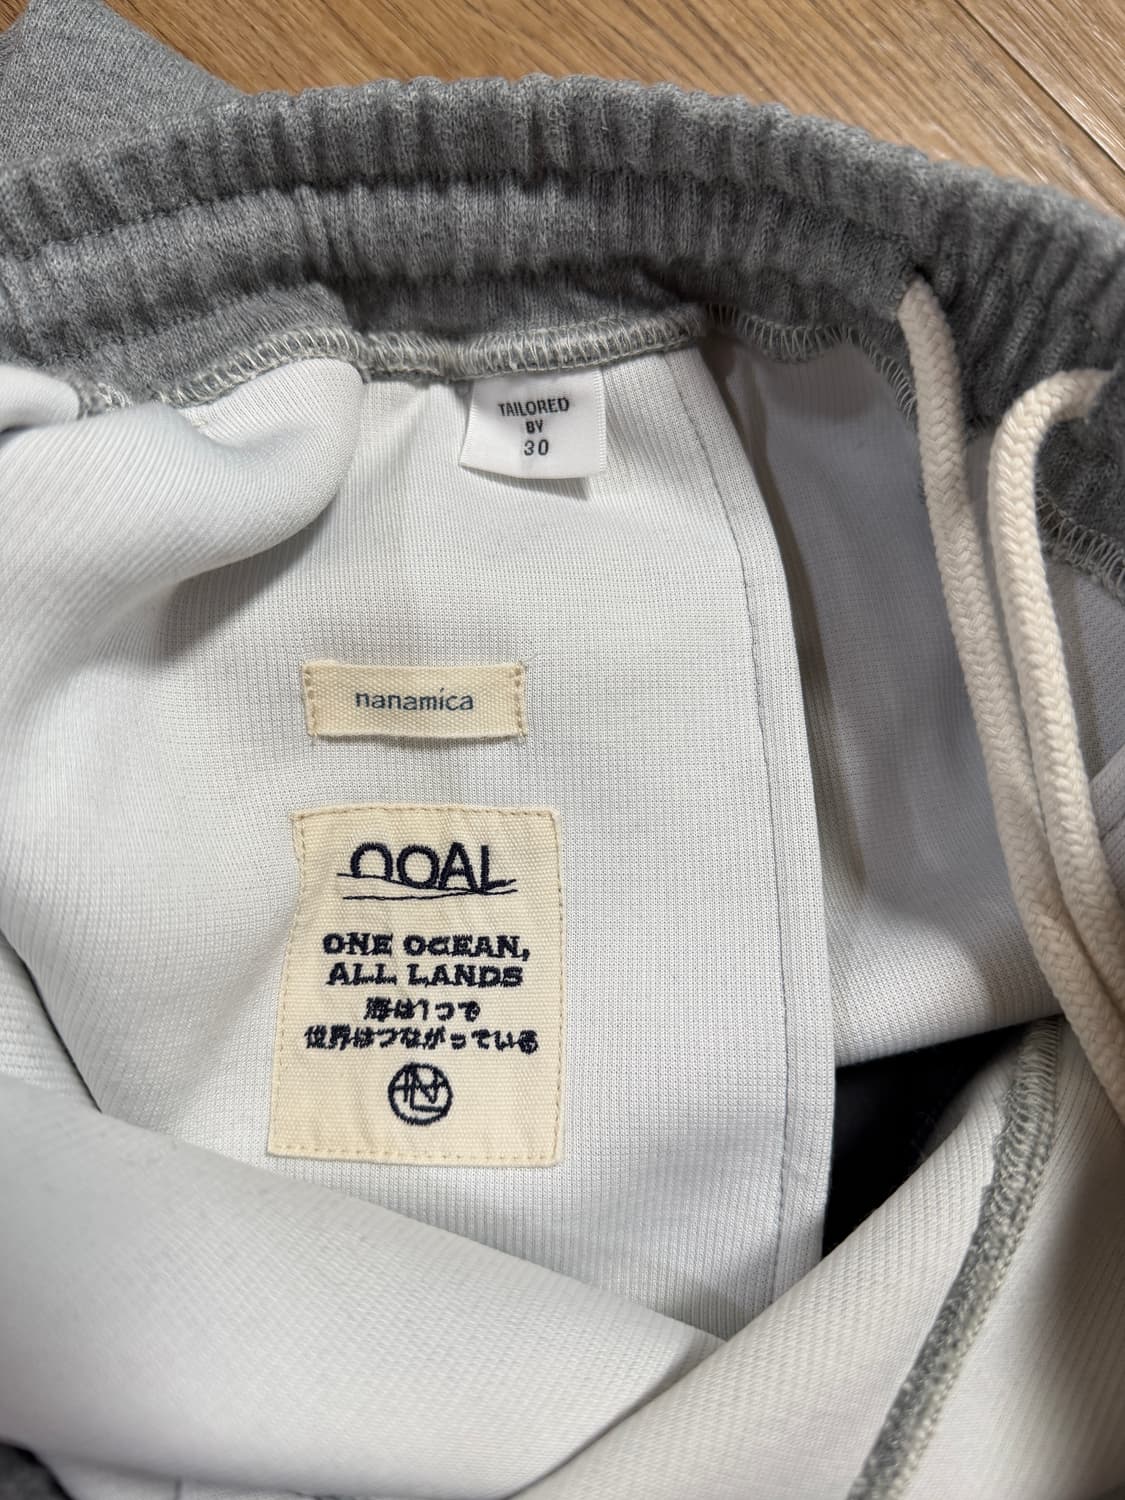 TAILORED
BY
30
nanamica
OOAL
ONE OCEAN,
ALL LANDS
海は1つで
世界はつながっている